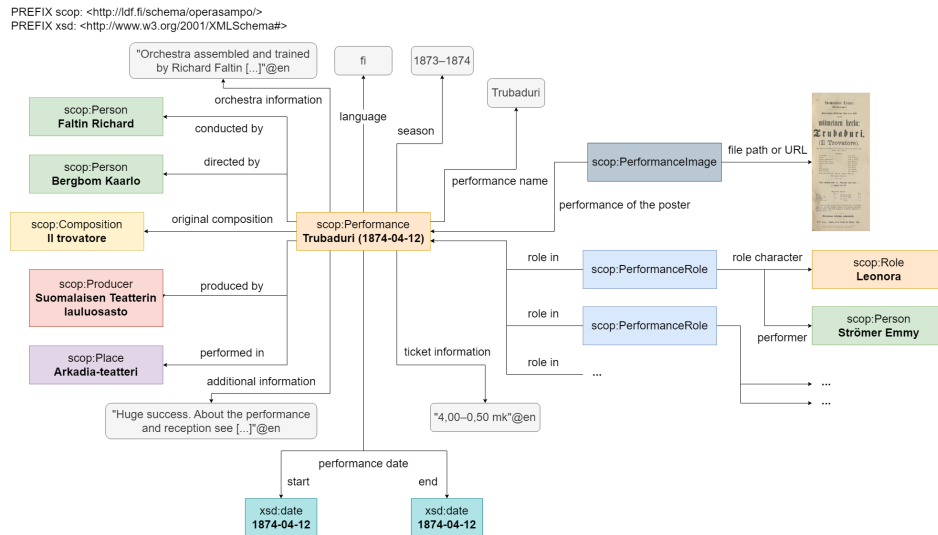 PREFIX scop: <http://ldf.fi/schema/operasampo/>
PREFIX xsd: <http://www.w3.org/2001/XMLSchema#>
"Orchestra assembled and trained
by Richard Faltin [...]"@en
fi
1873–1874
Trubaduri
orchestra information
language
season
performance name
scop:Person
Faltin Richard
conducted by
scop:Person
Bergbom Kaarlo
directed by
scop:PerformanceImage
file path or URL
performance of the poster
Trubaduri,
(Il Trovatore).
scop:Composition
Il trovatore
original composition
scop:Performance
Trubaduri (1874-04-12)
role in
scop:PerformanceRole
role character
scop:Role
Leonora
scop:Producer
Suomalaisen Teatterin
lauluosasto
produced by
role in
scop:PerformanceRole
performer
scop:Person
Strömer Emmy
scop:Place
Arkadia-teatteri
performed in
ticket information
role in
...
...
...
additional information
"Huge success. About the performance
and reception see [...]"@en
"4,00–0,50 mk"@en
performance date
start
end
xsd:date
1874-04-12
xsd:date
1874-04-12